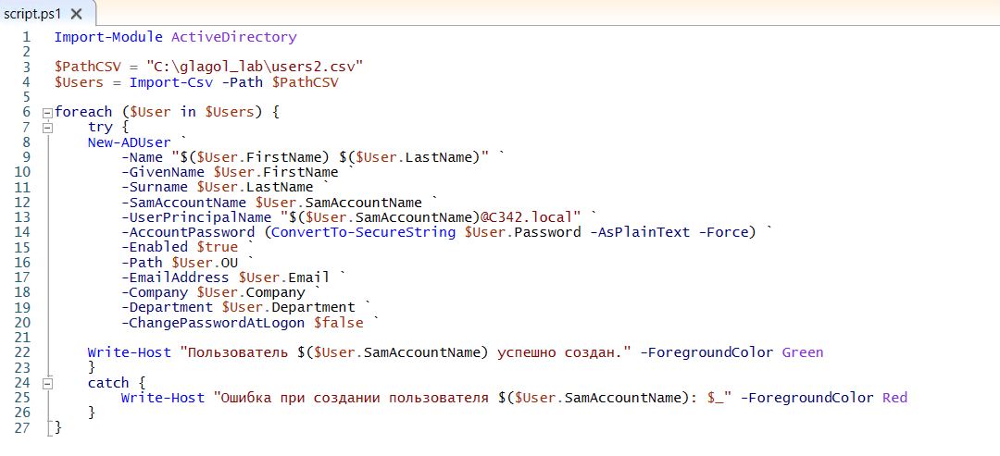 script.ps1
1 Import-Module ActiveDirectory
2
3 $PathCSV = "C:\glagol_lab\users2.csv"
4 $Users = Import-Csv -Path $PathCSV
5
6 foreach ($User in $Users) {
7     try {
8     New-ADUser `
9         -Name "$($User.FirstName) $($User.LastName)" `
10         -GivenName $User.FirstName `
11         -Surname $User.LastName `
12         -SamAccountName $User.SamAccountName `
13         -UserPrincipalName "$($User.SamAccountName)@C342.local" `
14         -AccountPassword (ConvertTo-SecureString $User.Password -AsPlainText -Force) `
15         -Enabled $true `
16         -Path $User.OU `
17         -EmailAddress $User.Email `
18         -Company $User.Company `
19         -Department $User.Department `
20         -ChangePasswordAtLogon $false `
21
22     Write-Host "Пользователь $($User.SamAccountName) успешно создан." -ForegroundColor Green
23     }
24     catch {
25         Write-Host "Ошибка при создании пользователя $($User.SamAccountName): $_" -ForegroundColor Red
26     }
27 }